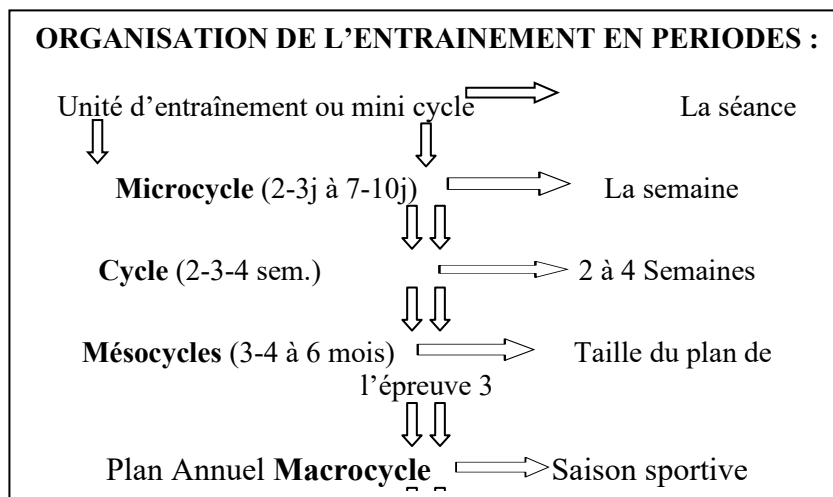 ORGANISATION DE L'ENTRAINEMENT EN PERIODES :
Unité d'entraînement ou mini cycle La séance
Microcycle (2-3j à 7-10j) La semaine
Cycle (2-3-4 sem.) 2 à 4 Semaines
Mésocycles (3-4 à 6 mois) Taille du plan de
l'épreuve 3
Plan Annuel Macrocycle Saison sportive